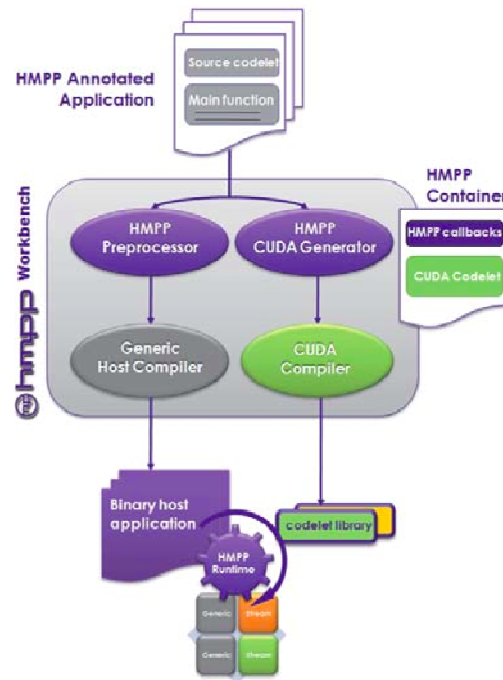 HMPP Annotated
Application
Source codelet
Main function
HMPP
Container
HMPP callbacks
CUDA Codelet
hmpp Workbench
HMPP
Preprocessor
HMPP
CUDA Generator
Generic
Host Compiler
CUDA
Compiler
Binary host
application
codelet library
HMPP
Runtime
Generic
Stream
Generic
Stream